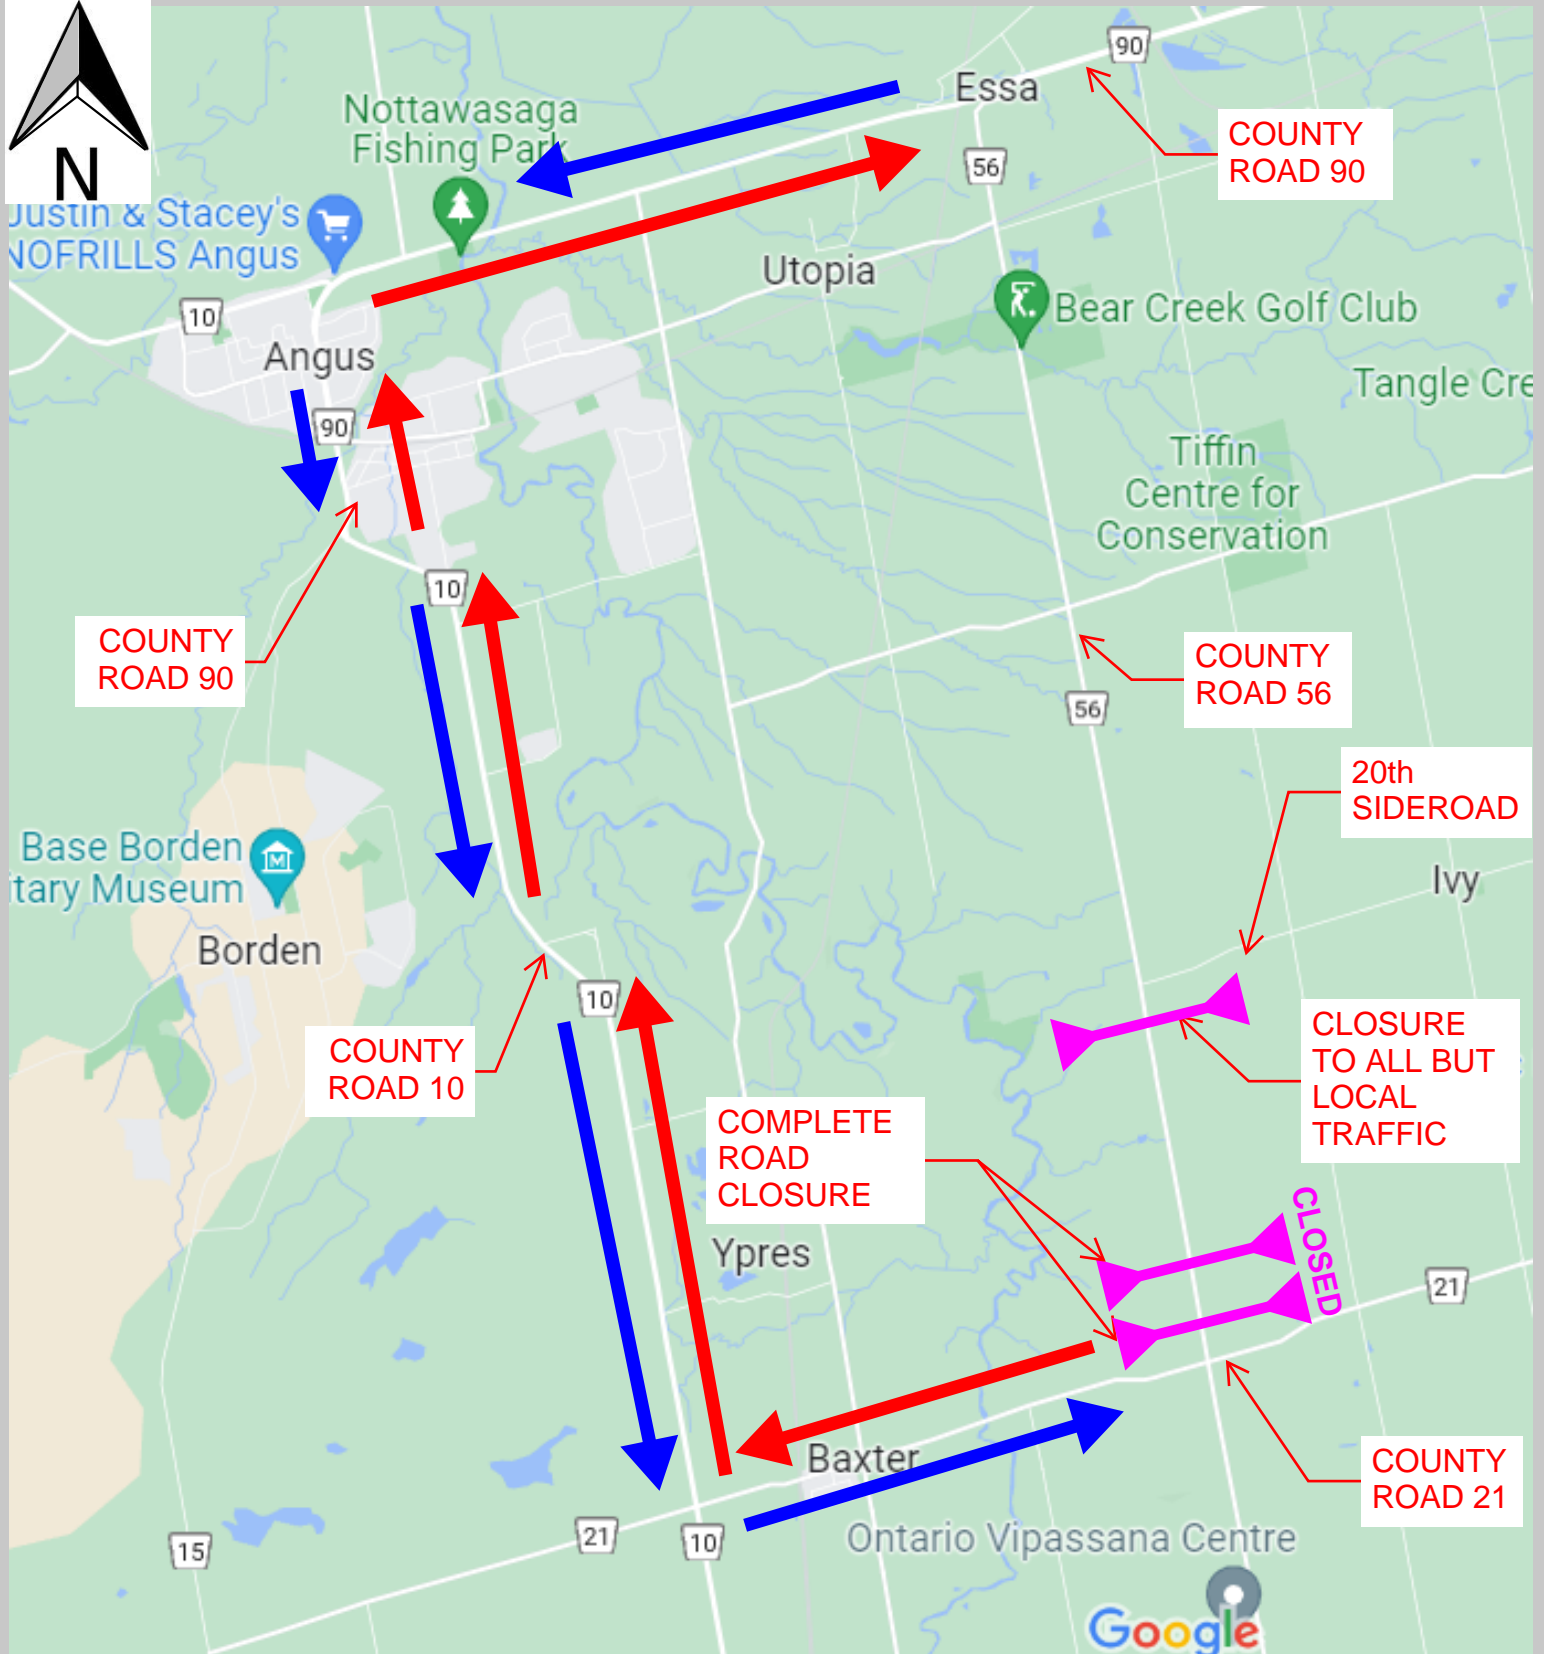 N
90
Essa
Nottawasaga
Fishing Park
COUNTY
ROAD 90
56
Justin & Stacey's
NOFRILLS Angus
Utopia
10
Bear Creek Golf Club
Angus
Tangle Cre
90
Tiffin
Centre for
Conservation
10
COUNTY
ROAD 90
COUNTY
ROAD 56
56
20th
SIDEROAD
Base Borden
itary Museum
M
Ivy
Borden
10
COUNTY
ROAD 10
CLOSURE
TO ALL BUT
LOCAL
TRAFFIC
COMPLETE
ROAD
CLOSURE
CLOSED
Ypres
21
Baxter
COUNTY
ROAD 21
15
21
10
Ontario Vipassana Centre
Google